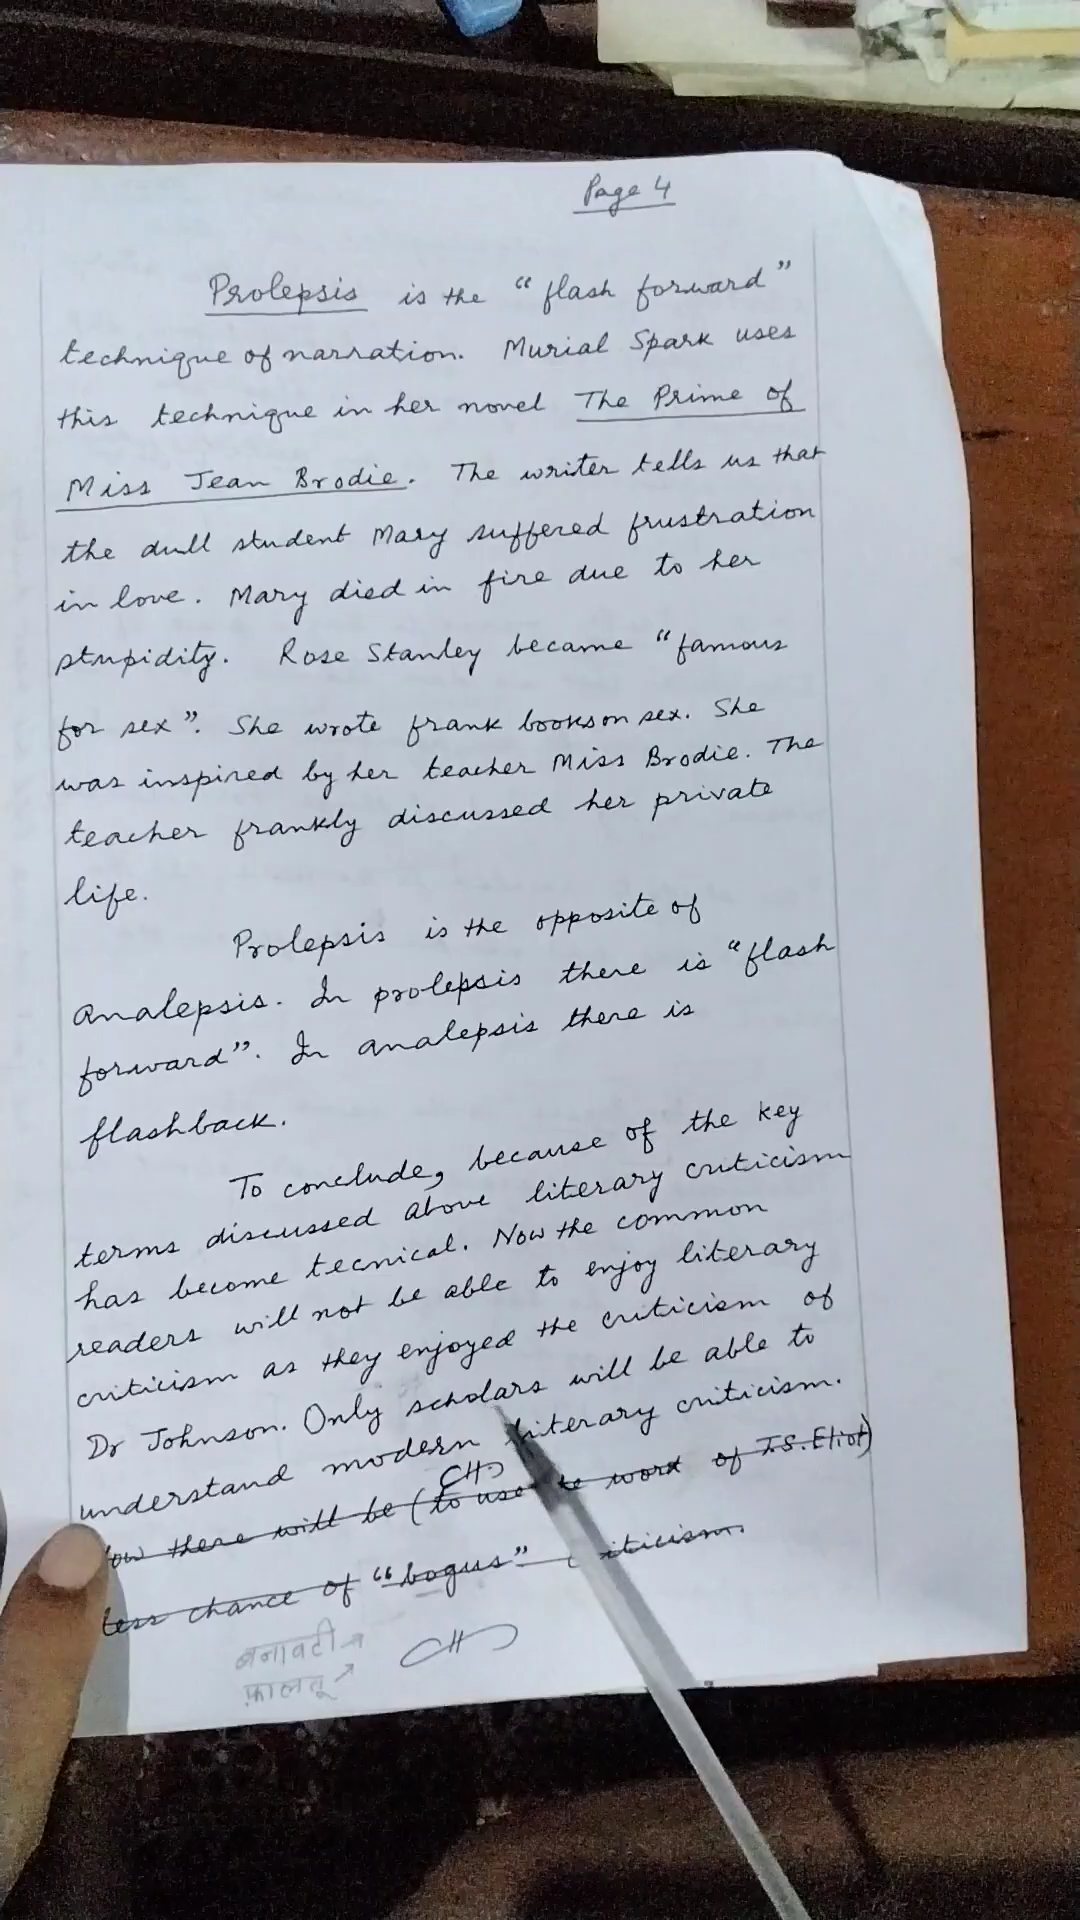 Page 4
Prolepsis is the "flash forward"
technique of narration. Murial Spark uses
this technique in her novel The Prime of
Miss Jean Brodie. The writer tells us that
the dull student Mary suffered frustration
in love. Mary died in fire due to her
stupidity. Rose Stanley became "famous
for sex". She wrote frank books on sex. She
was inspired by her teacher Miss Brodie. The
teacher frankly discussed her private
life.
Prolepsis is the opposite of
analepsis. In prolepsis there is "flash
forward". In analepsis there is
flashback.
To conclude, because of the key
terms discussed above literary criticism
has become tecnical. Now the common
readers will not be able to enjoy literary
criticism as they enjoyed the criticism of
Dr Johnson. Only scholars will be able to
understand modern literary criticism.
ow there will be (to use work of T.S. Eliot)
less chance of "bogus" iticism.
बनावटी →
फ़ालतू →